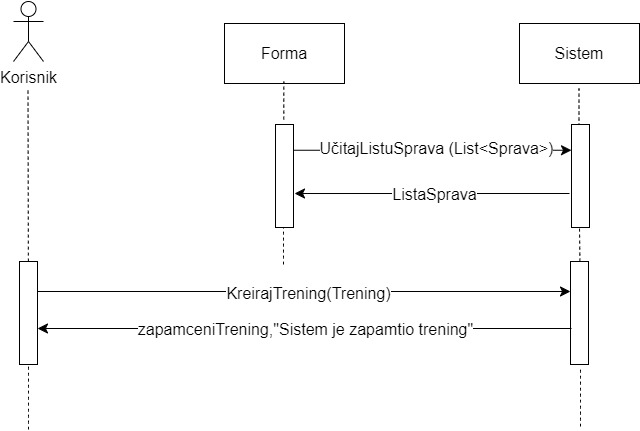 Korisnik
Forma
Sistem
UčitajListuSprava (List<Sprava>)
ListaSprava
KreirajTrening(Trening)
zapamceniTrening,"Sistem je zapamtio trening"